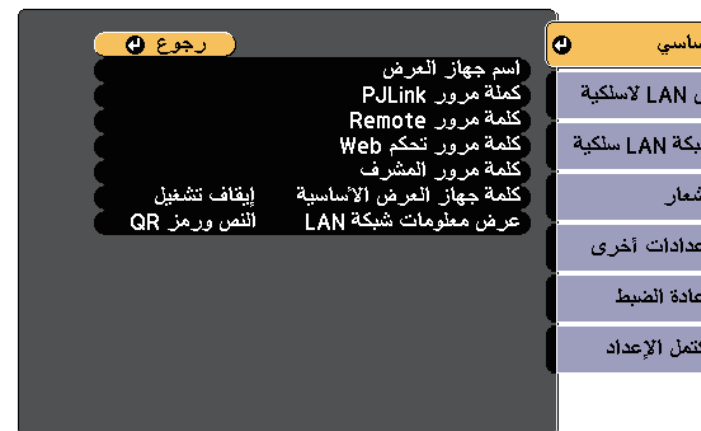 رجوع
اسم جهاز العرض
كملة مرور PJLink
كلمة مرور Remote
كلمة مرور تحكم Web
كلمة مرور المشرف
كلمة جهاز العرض الأساسية إيقاف تشغيل
عرض معلومات شبكة LAN النص ورمز QR
ساسي
LAN لاسلكية
بكة LAN سلكية
شعار
عدادات أخرى
عادة الضبط
كتمل الإعداد